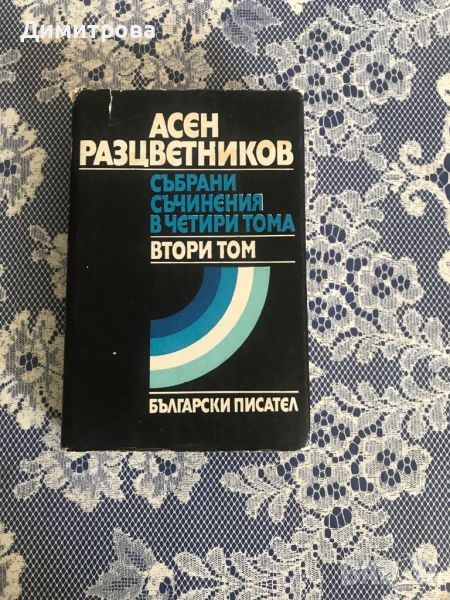 Димитрова
АСЕН
РАЗЦВЕТНИКОВ
СЪБРАНИ
СЪЧИНЕНИЯ
В ЧЕТИРИ ТОМА
ВТОРИ ТОМ
БЪЛГАРСКИ ПИСАТЕЛ